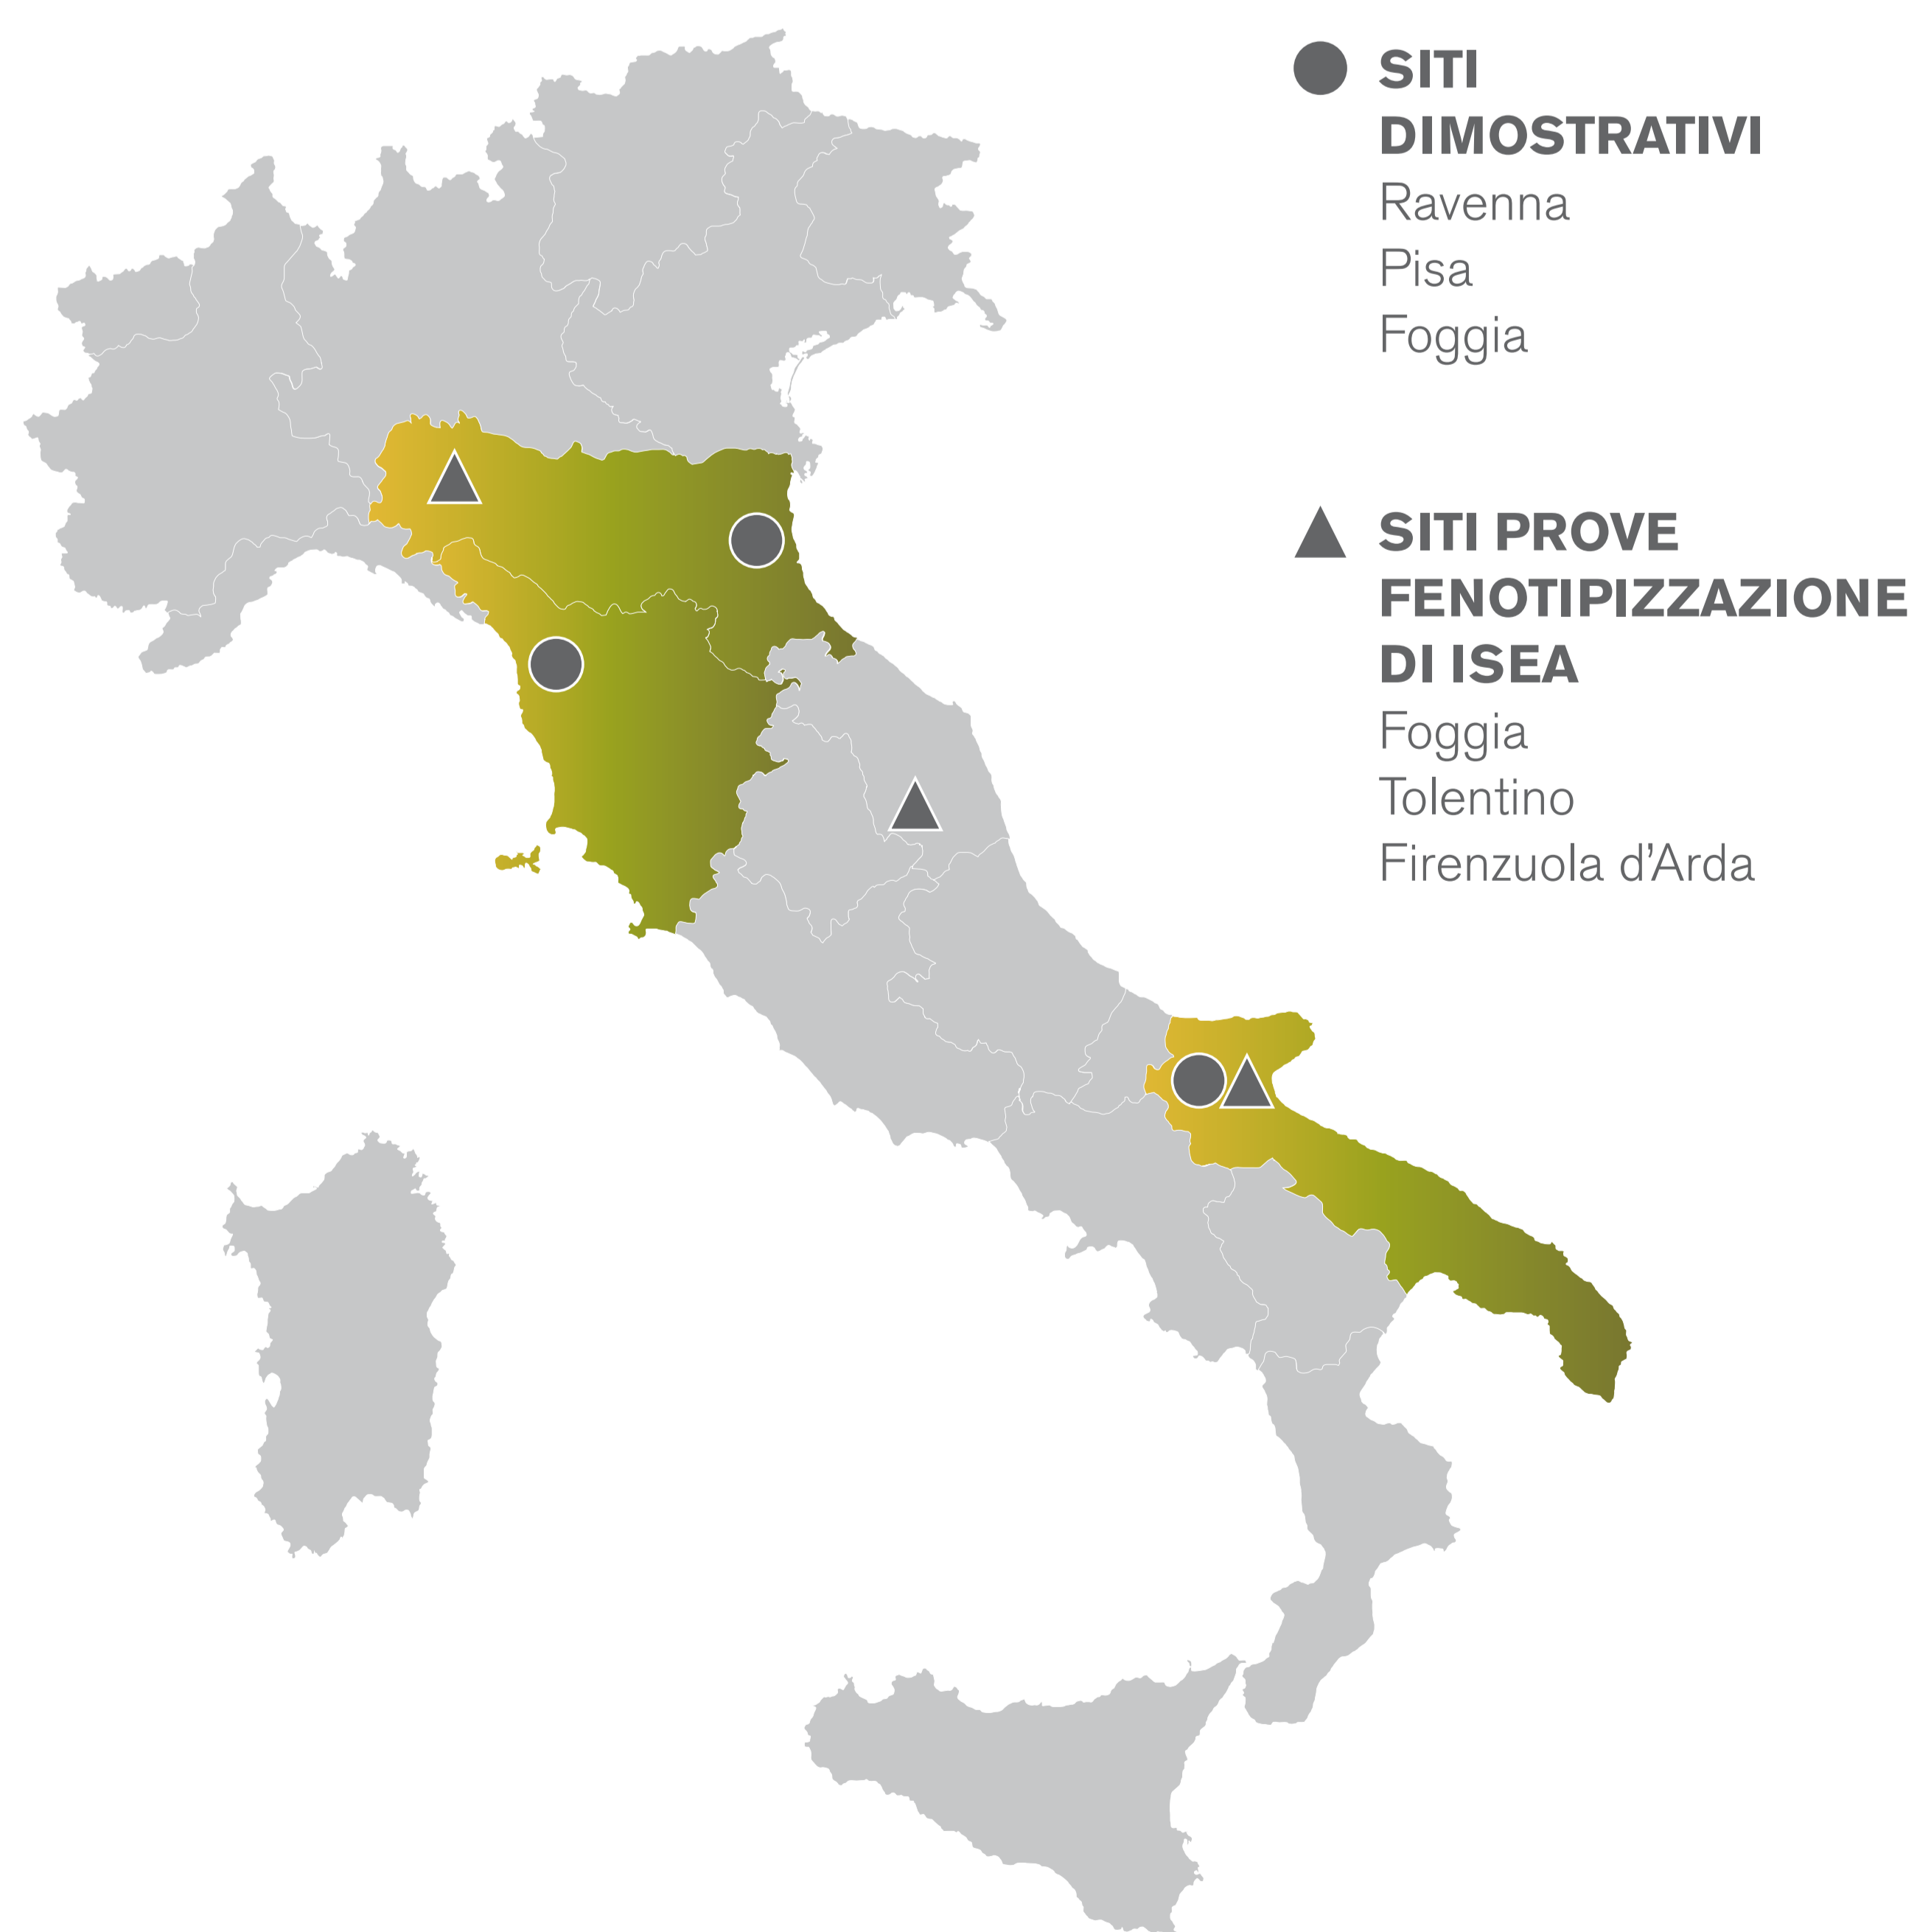 SITI
DIMOSTRATIVI
Ravenna
Pisa
Foggia
SITI PROVE
FENOTIPIZZAZIONE
DI ISEA
Foggia
Tolentino
Firenzuola d'Arda